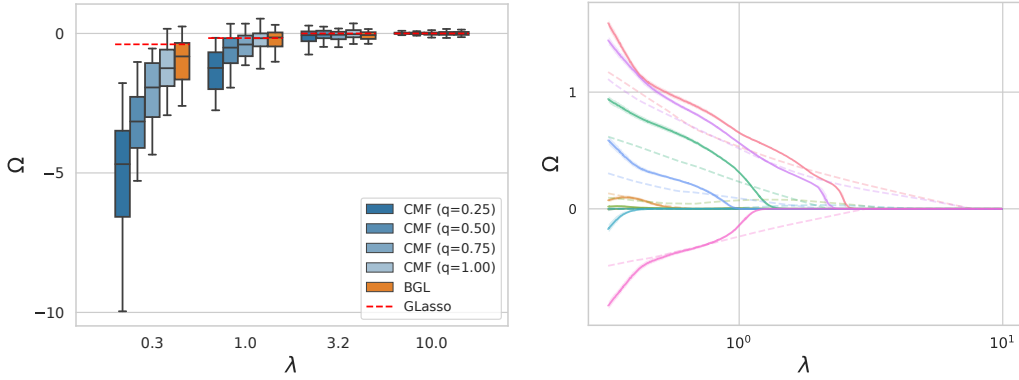 0
−5
−10
Ω
0.3
1.0
3.2
10.0
λ
CMF (q=0.25)
CMF (q=0.50)
CMF (q=0.75)
CMF (q=1.00)
BGL
GLasso
1
0
Ω
10⁰
10¹
λ